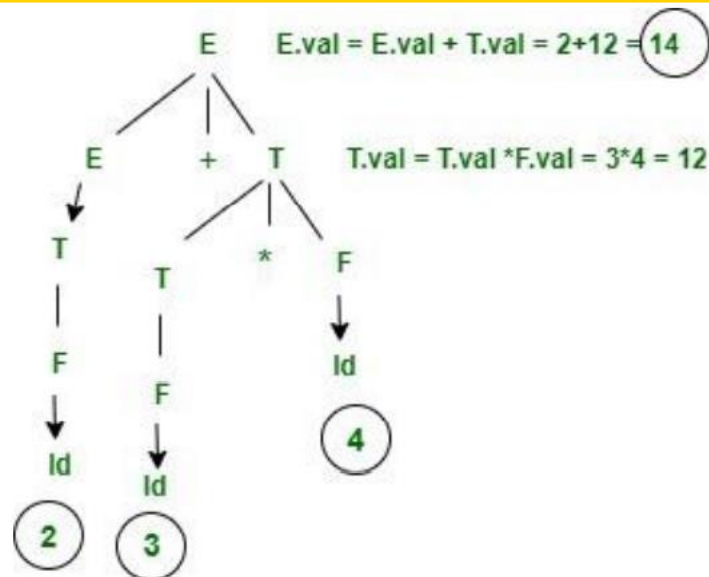 E E.val = E.val + T.val = 2+12 = 14
E + T T.val = T.val *F.val = 3*4 = 12
T
T * F
F Id
F
4
Id
Id
2 3